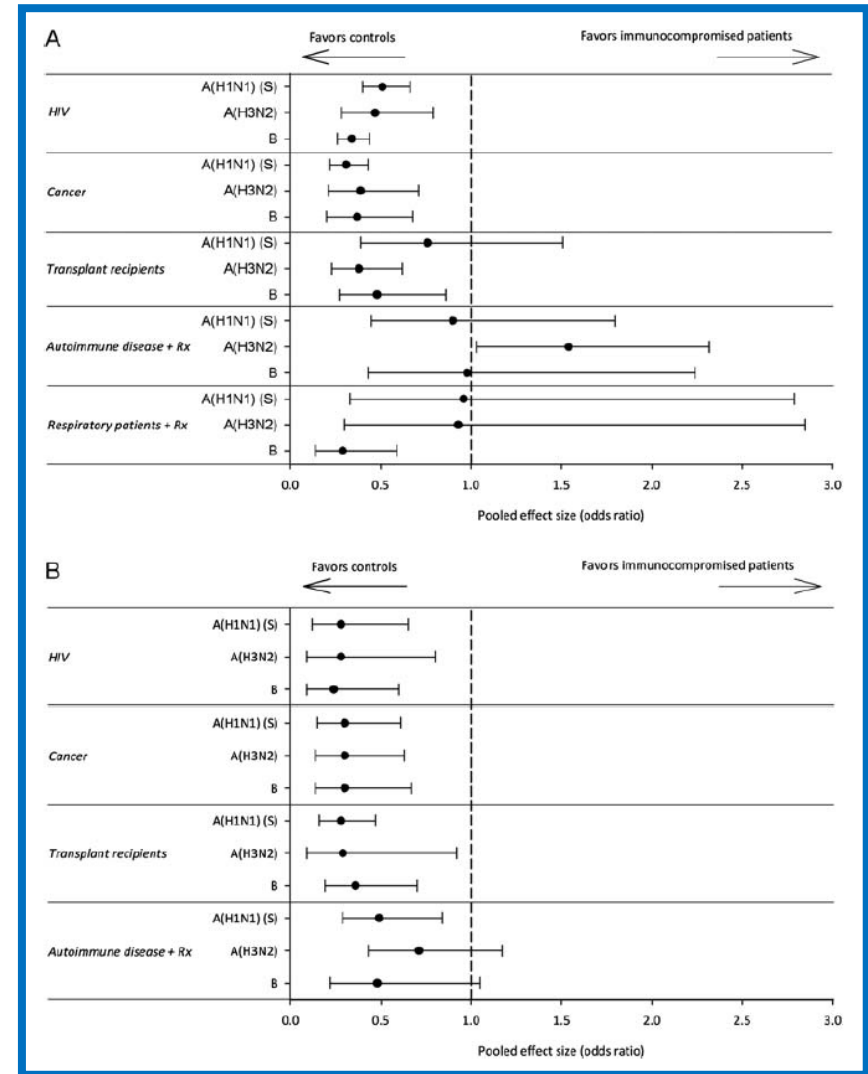 A
Favors controls
Favors immunocompromised patients
A(H1N1) (S)
HIV
A(H3N2)
B
A(H1N1) (S)
Cancer
A(H3N2)
B
A(H1N1) (S)
Transplant recipients
A(H3N2)
B
A(H1N1) (S)
Autoimmune disease + Rx
A(H3N2)
B
A(H1N1) (S)
Respiratory patients + Rx
A(H3N2)
B
0.0 0.5 1.0 1.5 2.0 2.5 3.0
Pooled effect size (odds ratio)
B
Favors controls
Favors immunocompromised patients
A(H1N1) (S)
HIV
A(H3N2)
B
A(H1N1) (S)
Cancer
A(H3N2)
B
A(H1N1) (S)
Transplant recipients
A(H3N2)
B
A(H1N1) (S)
Autoimmune disease + Rx
A(H3N2)
B
0.0 0.5 1.0 1.5 2.0 2.5 3.0
Pooled effect size (odds ratio)